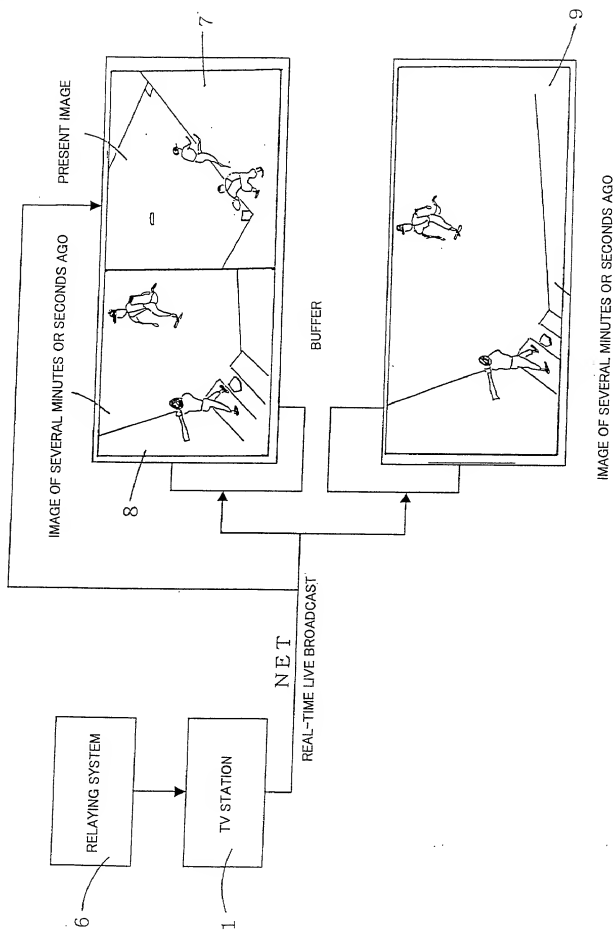 6
RELAYING SYSTEM
1
TV STATION
NET
REAL-TIME LIVE BROADCAST
IMAGE OF SEVERAL MINUTES OR SECONDS AGO
PRESENT IMAGE
8
7
BUFFER
9
IMAGE OF SEVERAL MINUTES OR SECONDS AGO